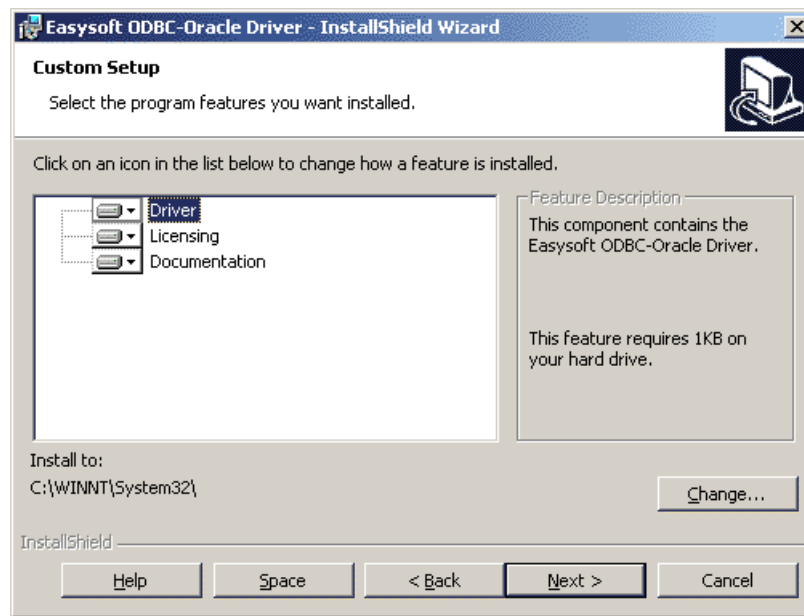 Easysoft ODBC-Oracle Driver - InstallShield Wizard
Custom Setup
Select the program features you want installed.
Click on an icon in the list below to change how a feature is installed.
Driver
Licensing
Documentation
Feature Description
This component contains the
Easysoft ODBC-Oracle Driver.
This feature requires 1KB on
your hard drive.
Install to:
C:\WINNT\System32\
Change...
InstallShield
Help
Space
< Back
Next >
Cancel